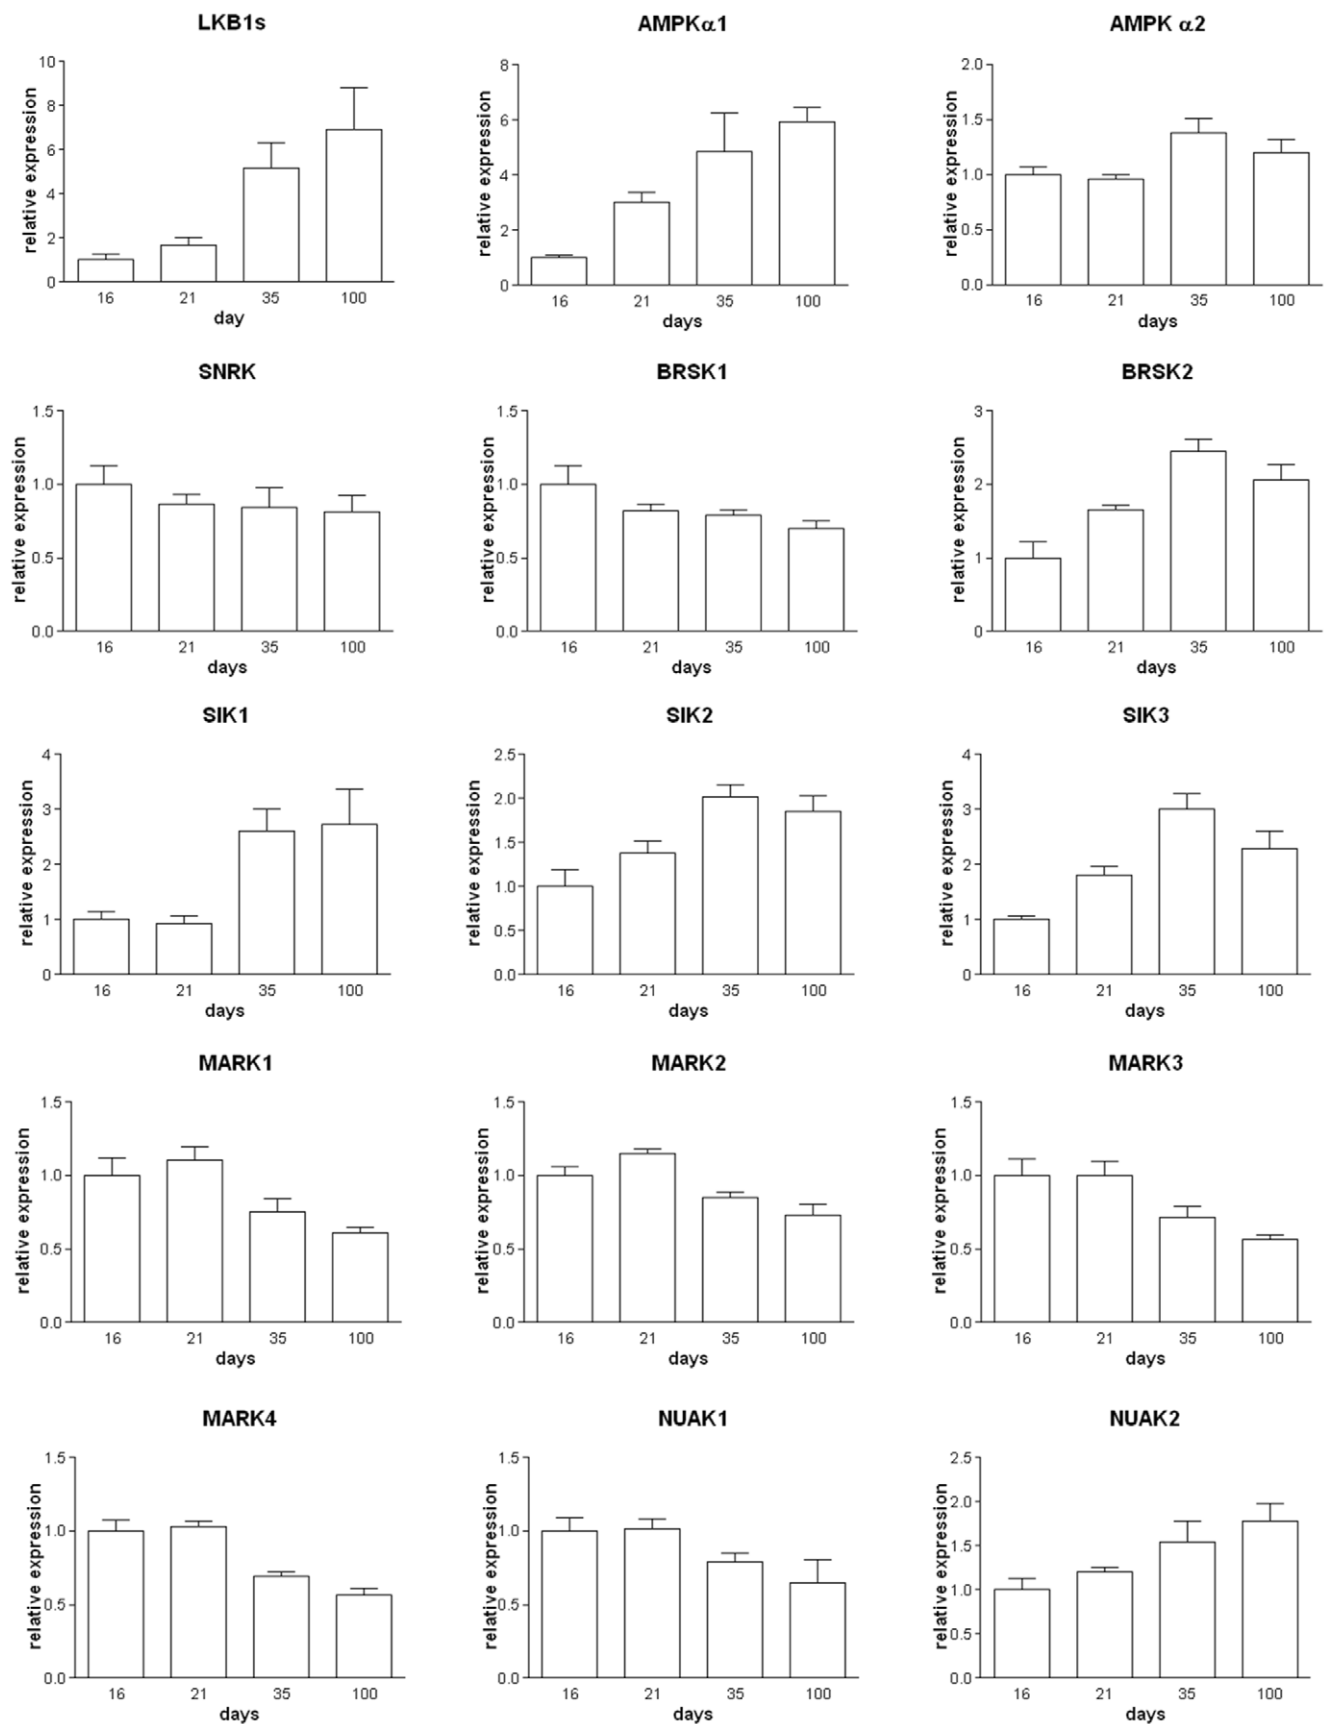 LKB1s
AMPKα1
AMPK α2
relative expression
10
8
6
4
2
0
16 21 35 100
day
relative expression
8
6
4
2
0
16 21 35 100
days
relative expression
2.0
1.5
1.0
0.5
0.0
16 21 35 100
days
SNRK
BRSK1
BRSK2
relative expression
1.5
1.0
0.5
0.0
16 21 35 100
days
relative expression
1.5
1.0
0.5
0.0
16 21 35 100
days
relative expression
3
2
1
0
16 21 35 100
days
SIK1
SIK2
SIK3
relative expression
4
3
2
1
0
16 21 35 100
days
relative expression
2.5
2.0
1.5
1.0
0.5
0.0
16 21 35 100
days
relative expression
4
3
2
1
0
16 21 35 100
days
MARK1
MARK2
MARK3
relative expression
1.5
1.0
0.5
0.0
16 21 35 100
days
relative expression
1.5
1.0
0.5
0.0
16 21 35 100
days
relative expression
1.5
1.0
0.5
0.0
16 21 35 100
days
MARK4
NUAK1
NUAK2
relative expression
1.5
1.0
0.5
0.0
16 21 35 100
days
relative expression
1.5
1.0
0.5
0.0
16 21 35 100
days
relative expression
2.5
2.0
1.5
1.0
0.5
0.0
16 21 35 100
days